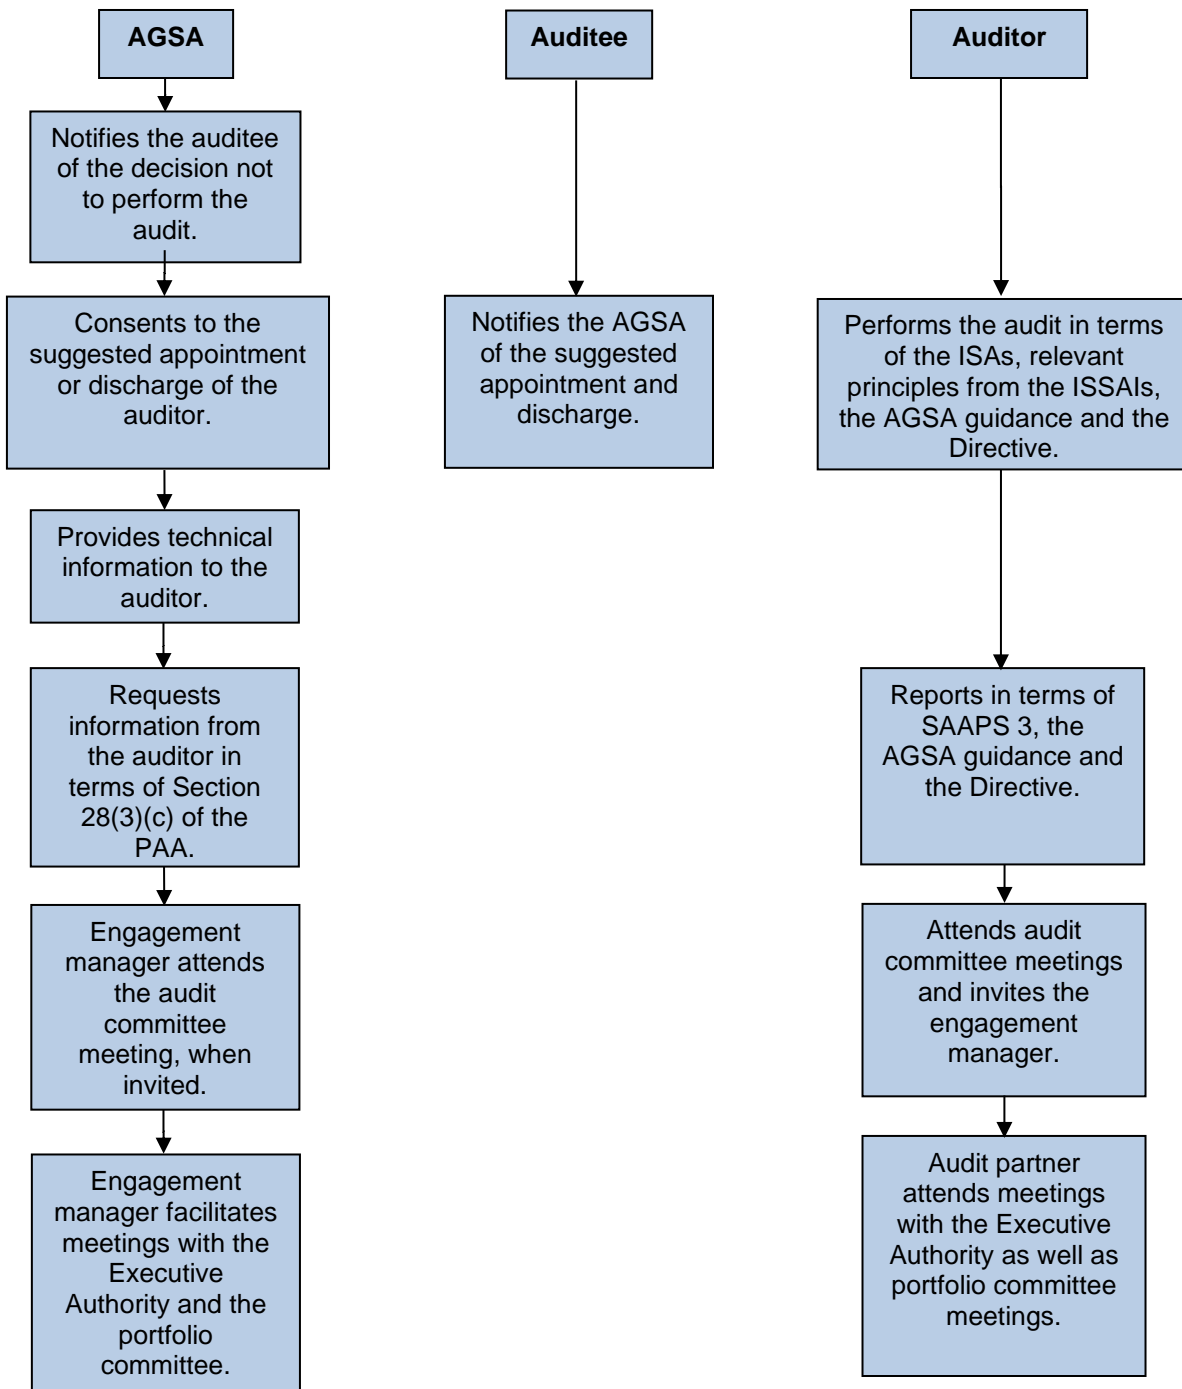 AGSA
Notifies the auditee
of the decision not
to perform the
audit.
Consents to the
suggested appointment
or discharge of the
auditor.
Provides technical
information to the
auditor.
Requests
information from
the auditor in
terms of Section
28(3)(c) of the
PAA.
Engagement
manager attends
the audit
committee
meeting, when
invited.
Engagement
manager facilitates
meetings with the
Executive
Authority and the
portfolio
committee.
Auditee
Notifies the AGSA
of the suggested
appointment and
discharge.
Auditor
Performs the audit in terms
of the ISAs, relevant
principles from the ISSAIs,
the AGSA guidance and the
Directive.
Reports in terms of
SAAPS 3, the
AGSA guidance and
the Directive.
Attends audit
committee meetings
and invites the
engagement
manager.
Audit partner
attends meetings
with the Executive
Authority as well as
portfolio committee
meetings.